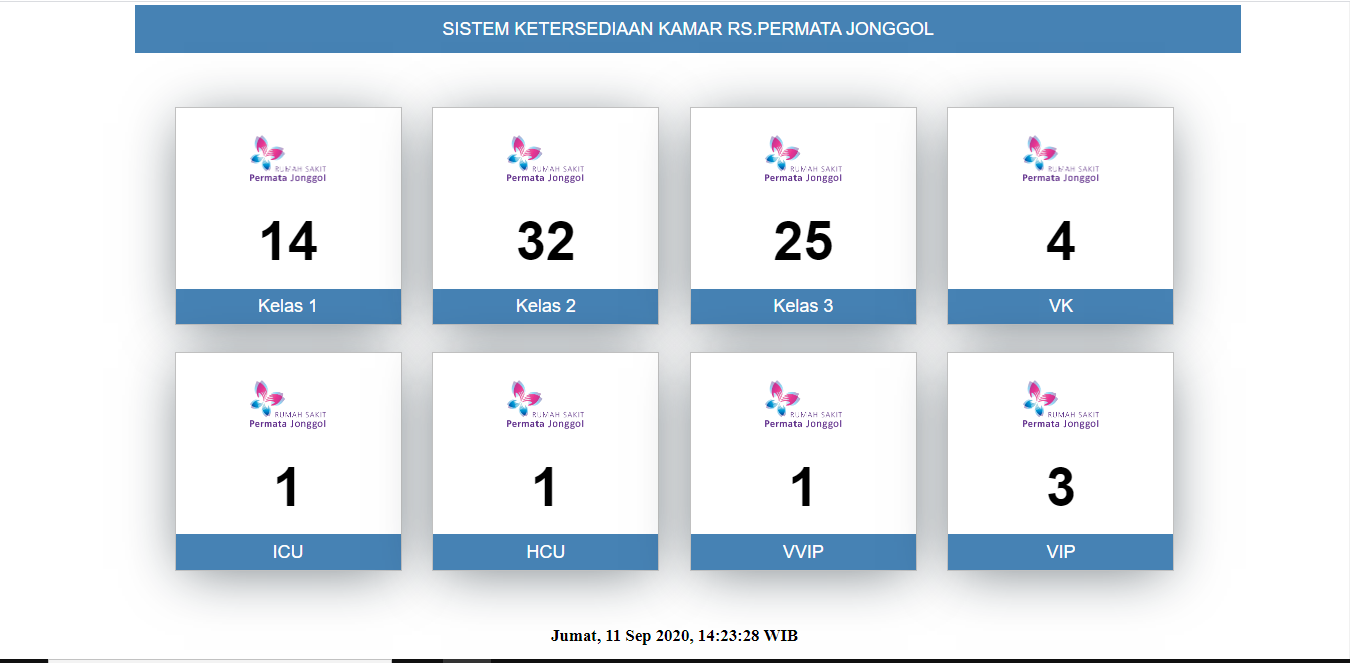 SISTEM KETERSEDIAAN KAMAR RS.PERMATA JONGGOL
RUMAH SAKIT
Permata Jonggol
14
Kelas 1
RUMAH SAKIT
Permata Jonggol
32
Kelas 2
RUMAH SAKIT
Permata Jonggol
25
Kelas 3
RUMAH SAKIT
Permata Jonggol
4
VK
RUMAH SAKIT
Permata Jonggol
1
ICU
RUMAH SAKIT
Permata Jonggol
1
HCU
RUMAH SAKIT
Permata Jonggol
1
VVIP
RUMAH SAKIT
Permata Jonggol
3
VIP
Jumat, 11 Sep 2020, 14:23:28 WIB